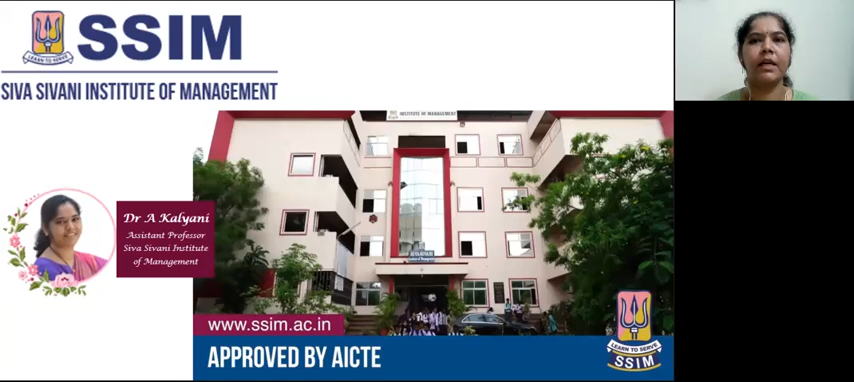 LEARN TO SERVE
SSIM
SIVA SIVANI INSTITUTE OF MANAGEMENT
INSTITUTE OF MANAGEMENT
Dr A Kalyani
Assistant Professor
Siva Sivani Institute
of Management
www.ssim.ac.in
APPROVED BY AICTE
LEARN TO SERVE
SSIM